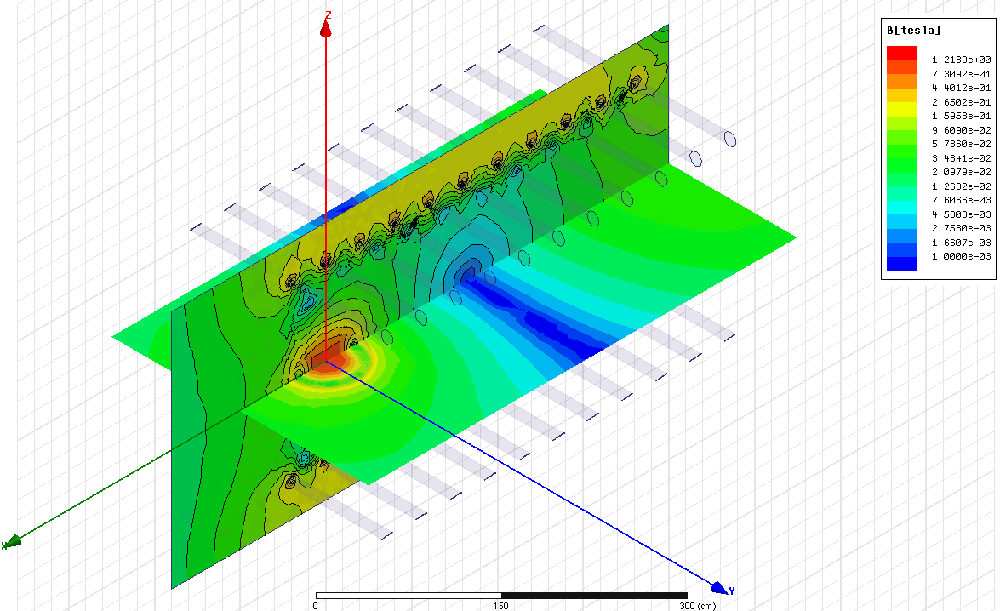 Z
B[tesla]
1.2139e+00
7.3092e-01
4.4012e-01
2.6502e-01
1.5958e-01
9.6090e-02
5.7860e-02
3.4841e-02
2.0979e-02
1.2632e-02
7.6066e-03
4.5803e-03
2.7580e-03
1.6607e-03
1.0000e-03
X
Y
0
150
300 (cm)